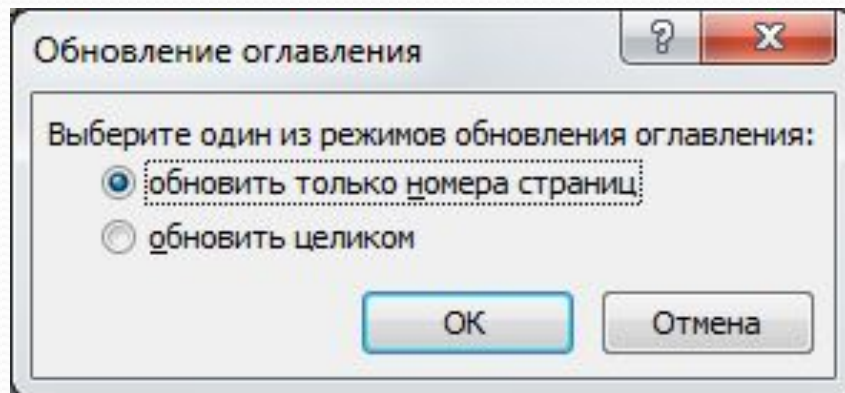 Обновление оглавления
Выберите один из режимов обновления оглавления:
обновить только номера страниц
обновить целиком
ОК
Отмена